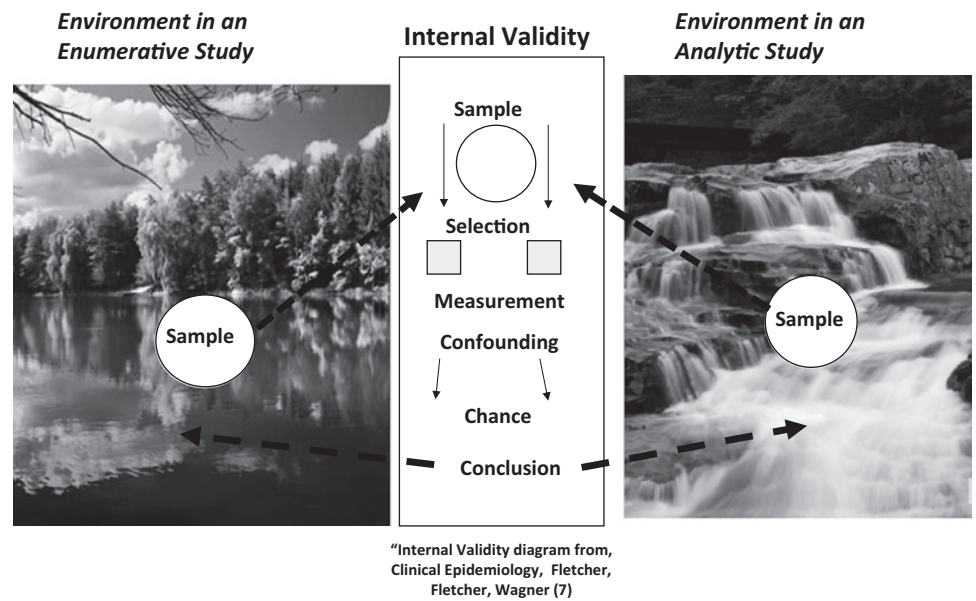 Environment in an
Enumerative Study
Internal Validity
Environment in an
Analytic Study
Sample
Selection
Measurement
Confounding
Chance
Conclusion
Sample
Sample
“Internal Validity diagram from,
Clinical Epidemiology, Fletcher,
Fletcher, Wagner (7)